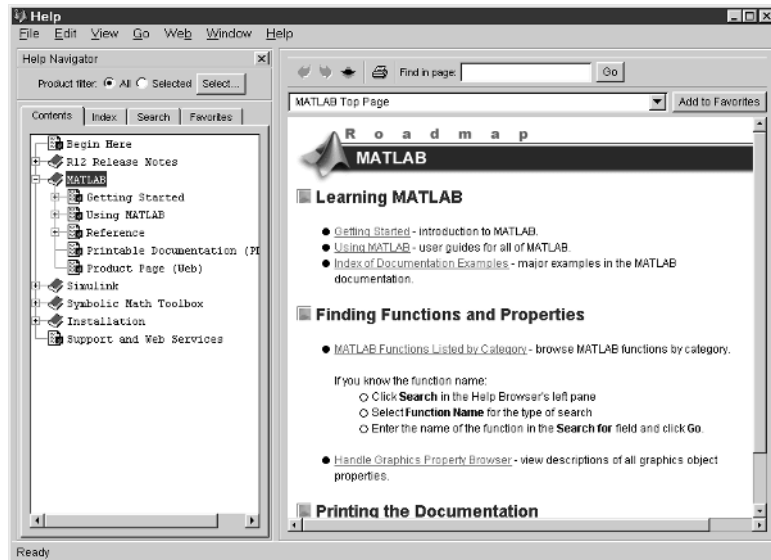 Help
File Edit View Go Web Window Help
Help Navigator
Product filter: All Selected Select...
Contents Index Search Favorites
Begin Here
R12 Release Notes
MATLAB
Getting Started
Using MATLAB
Reference
Printable Documentation (PD
Product Page (Web)
Simulink
Symbolic Math Toolbox
Installation
Support and Web Services
Find in page: Go
MATLAB Top Page Add to Favorites
Roadmap
MATLAB
Learning MATLAB
Getting Started - introduction to MATLAB.
Using MATLAB - user guides for all of MATLAB.
Index of Documentation Examples - major examples in the MATLAB
documentation.
Finding Functions and Properties
MATLAB Functions Listed by Category - browse MATLAB functions by category.
If you know the function name:
Click Search in the Help Browser's left pane
Select Function Name for the type of search
Enter the name of the function in the Search for field and click Go.
Handle Graphics Property Browser - view descriptions of all graphics object
properties.
Printing the Documentation
Ready